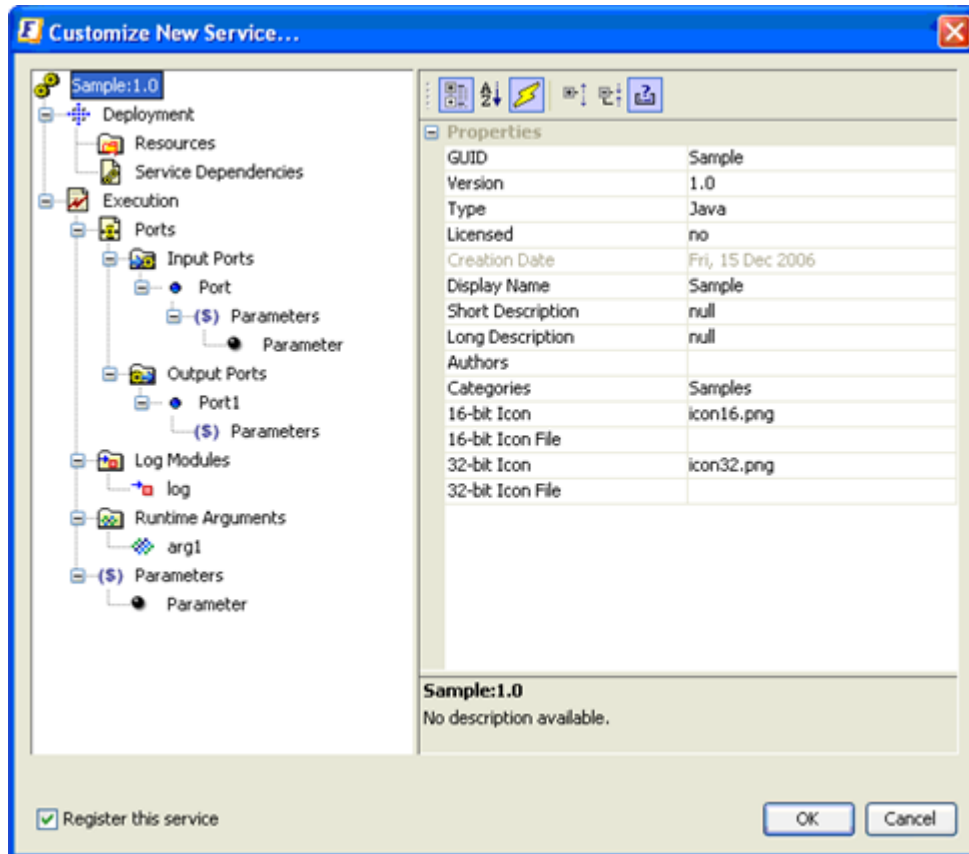 Customize New Service...
Sample:1.0
Deployment
Resources
Service Dependencies
Execution
Ports
Input Ports
Port
($) Parameters
Parameter
Output Ports
Port1
($) Parameters
Log Modules
log
Runtime Arguments
arg1
($) Parameters
Parameter
Properties
GUID Sample
Version 1.0
Type Java
Licensed no
Creation Date Fri, 15 Dec 2006
Display Name Sample
Short Description null
Long Description null
Authors
Categories Samples
16-bit Icon icon16.png
16-bit Icon File
32-bit Icon icon32.png
32-bit Icon File
Sample:1.0
No description available.
Register this service
OK Cancel